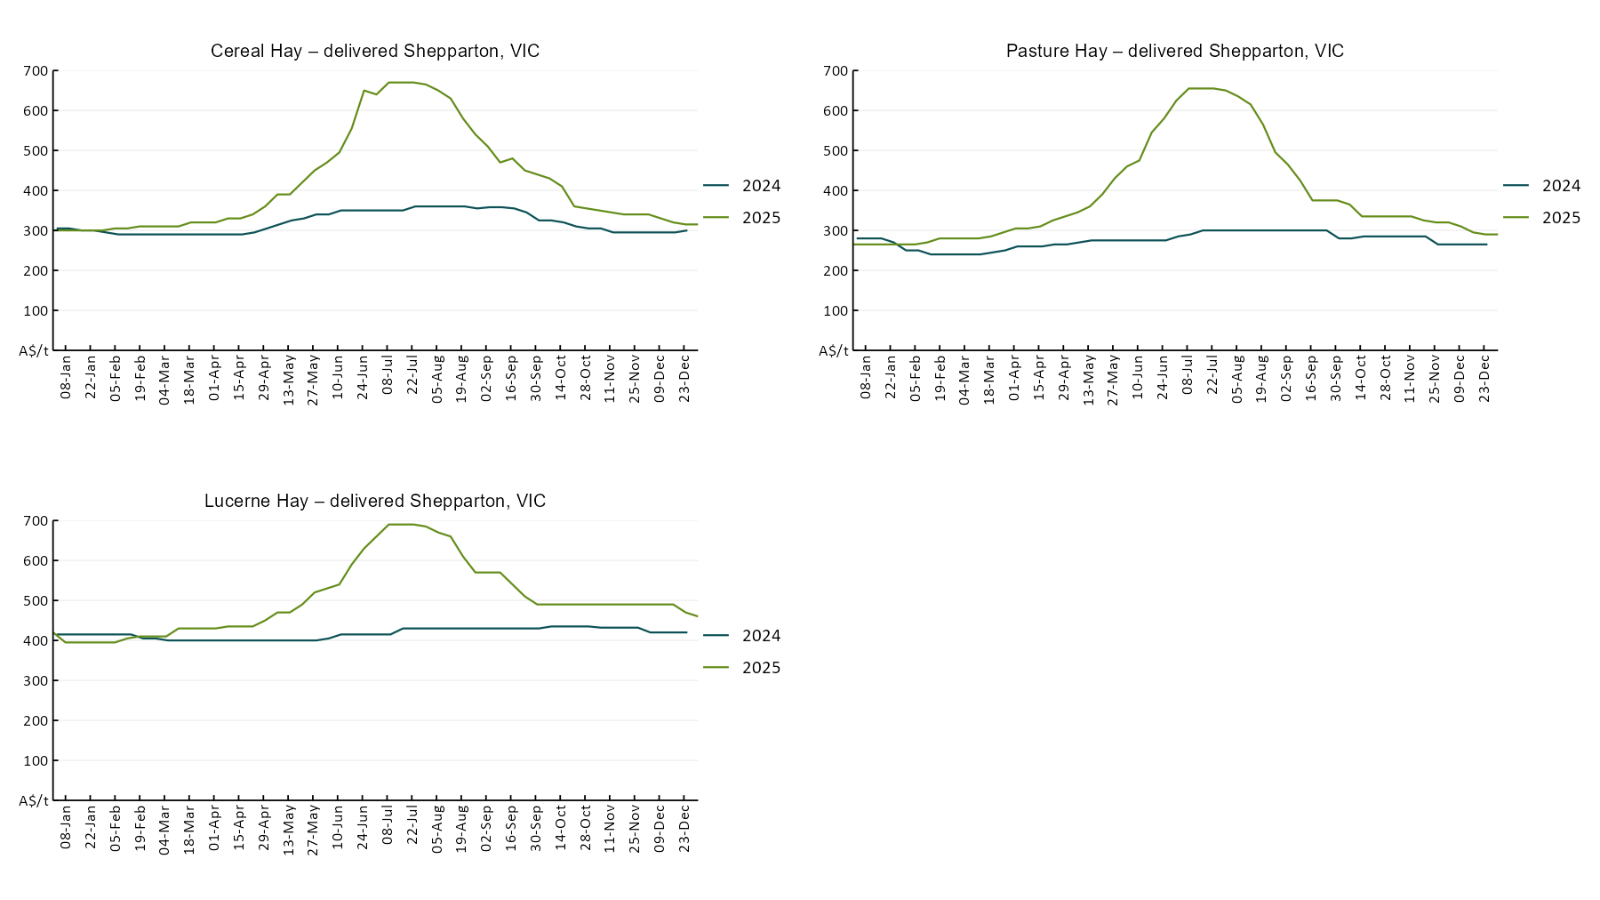 Cereal Hay – delivered Shepparton, VIC
700
600
500
400
300
200
100
A$/t
08-Jan
22-Jan
05-Feb
19-Feb
04-Mar
18-Mar
01-Apr
15-Apr
29-Apr
13-May
27-May
10-Jun
24-Jun
08-Jul
22-Jul
05-Aug
19-Aug
02-Sep
16-Sep
30-Sep
14-Oct
28-Oct
11-Nov
25-Nov
09-Dec
23-Dec
2024
2025
Pasture Hay – delivered Shepparton, VIC
700
600
500
400
300
200
100
A$/t
08-Jan
22-Jan
05-Feb
19-Feb
04-Mar
18-Mar
01-Apr
15-Apr
29-Apr
13-May
27-May
10-Jun
24-Jun
08-Jul
22-Jul
05-Aug
19-Aug
02-Sep
16-Sep
30-Sep
14-Oct
28-Oct
11-Nov
25-Nov
09-Dec
23-Dec
2024
2025
Lucerne Hay – delivered Shepparton, VIC
700
600
500
400
300
200
100
A$/t
08-Jan
22-Jan
05-Feb
19-Feb
04-Mar
18-Mar
01-Apr
15-Apr
29-Apr
13-May
27-May
10-Jun
24-Jun
08-Jul
22-Jul
05-Aug
19-Aug
02-Sep
16-Sep
30-Sep
14-Oct
28-Oct
11-Nov
25-Nov
09-Dec
23-Dec
2024
2025